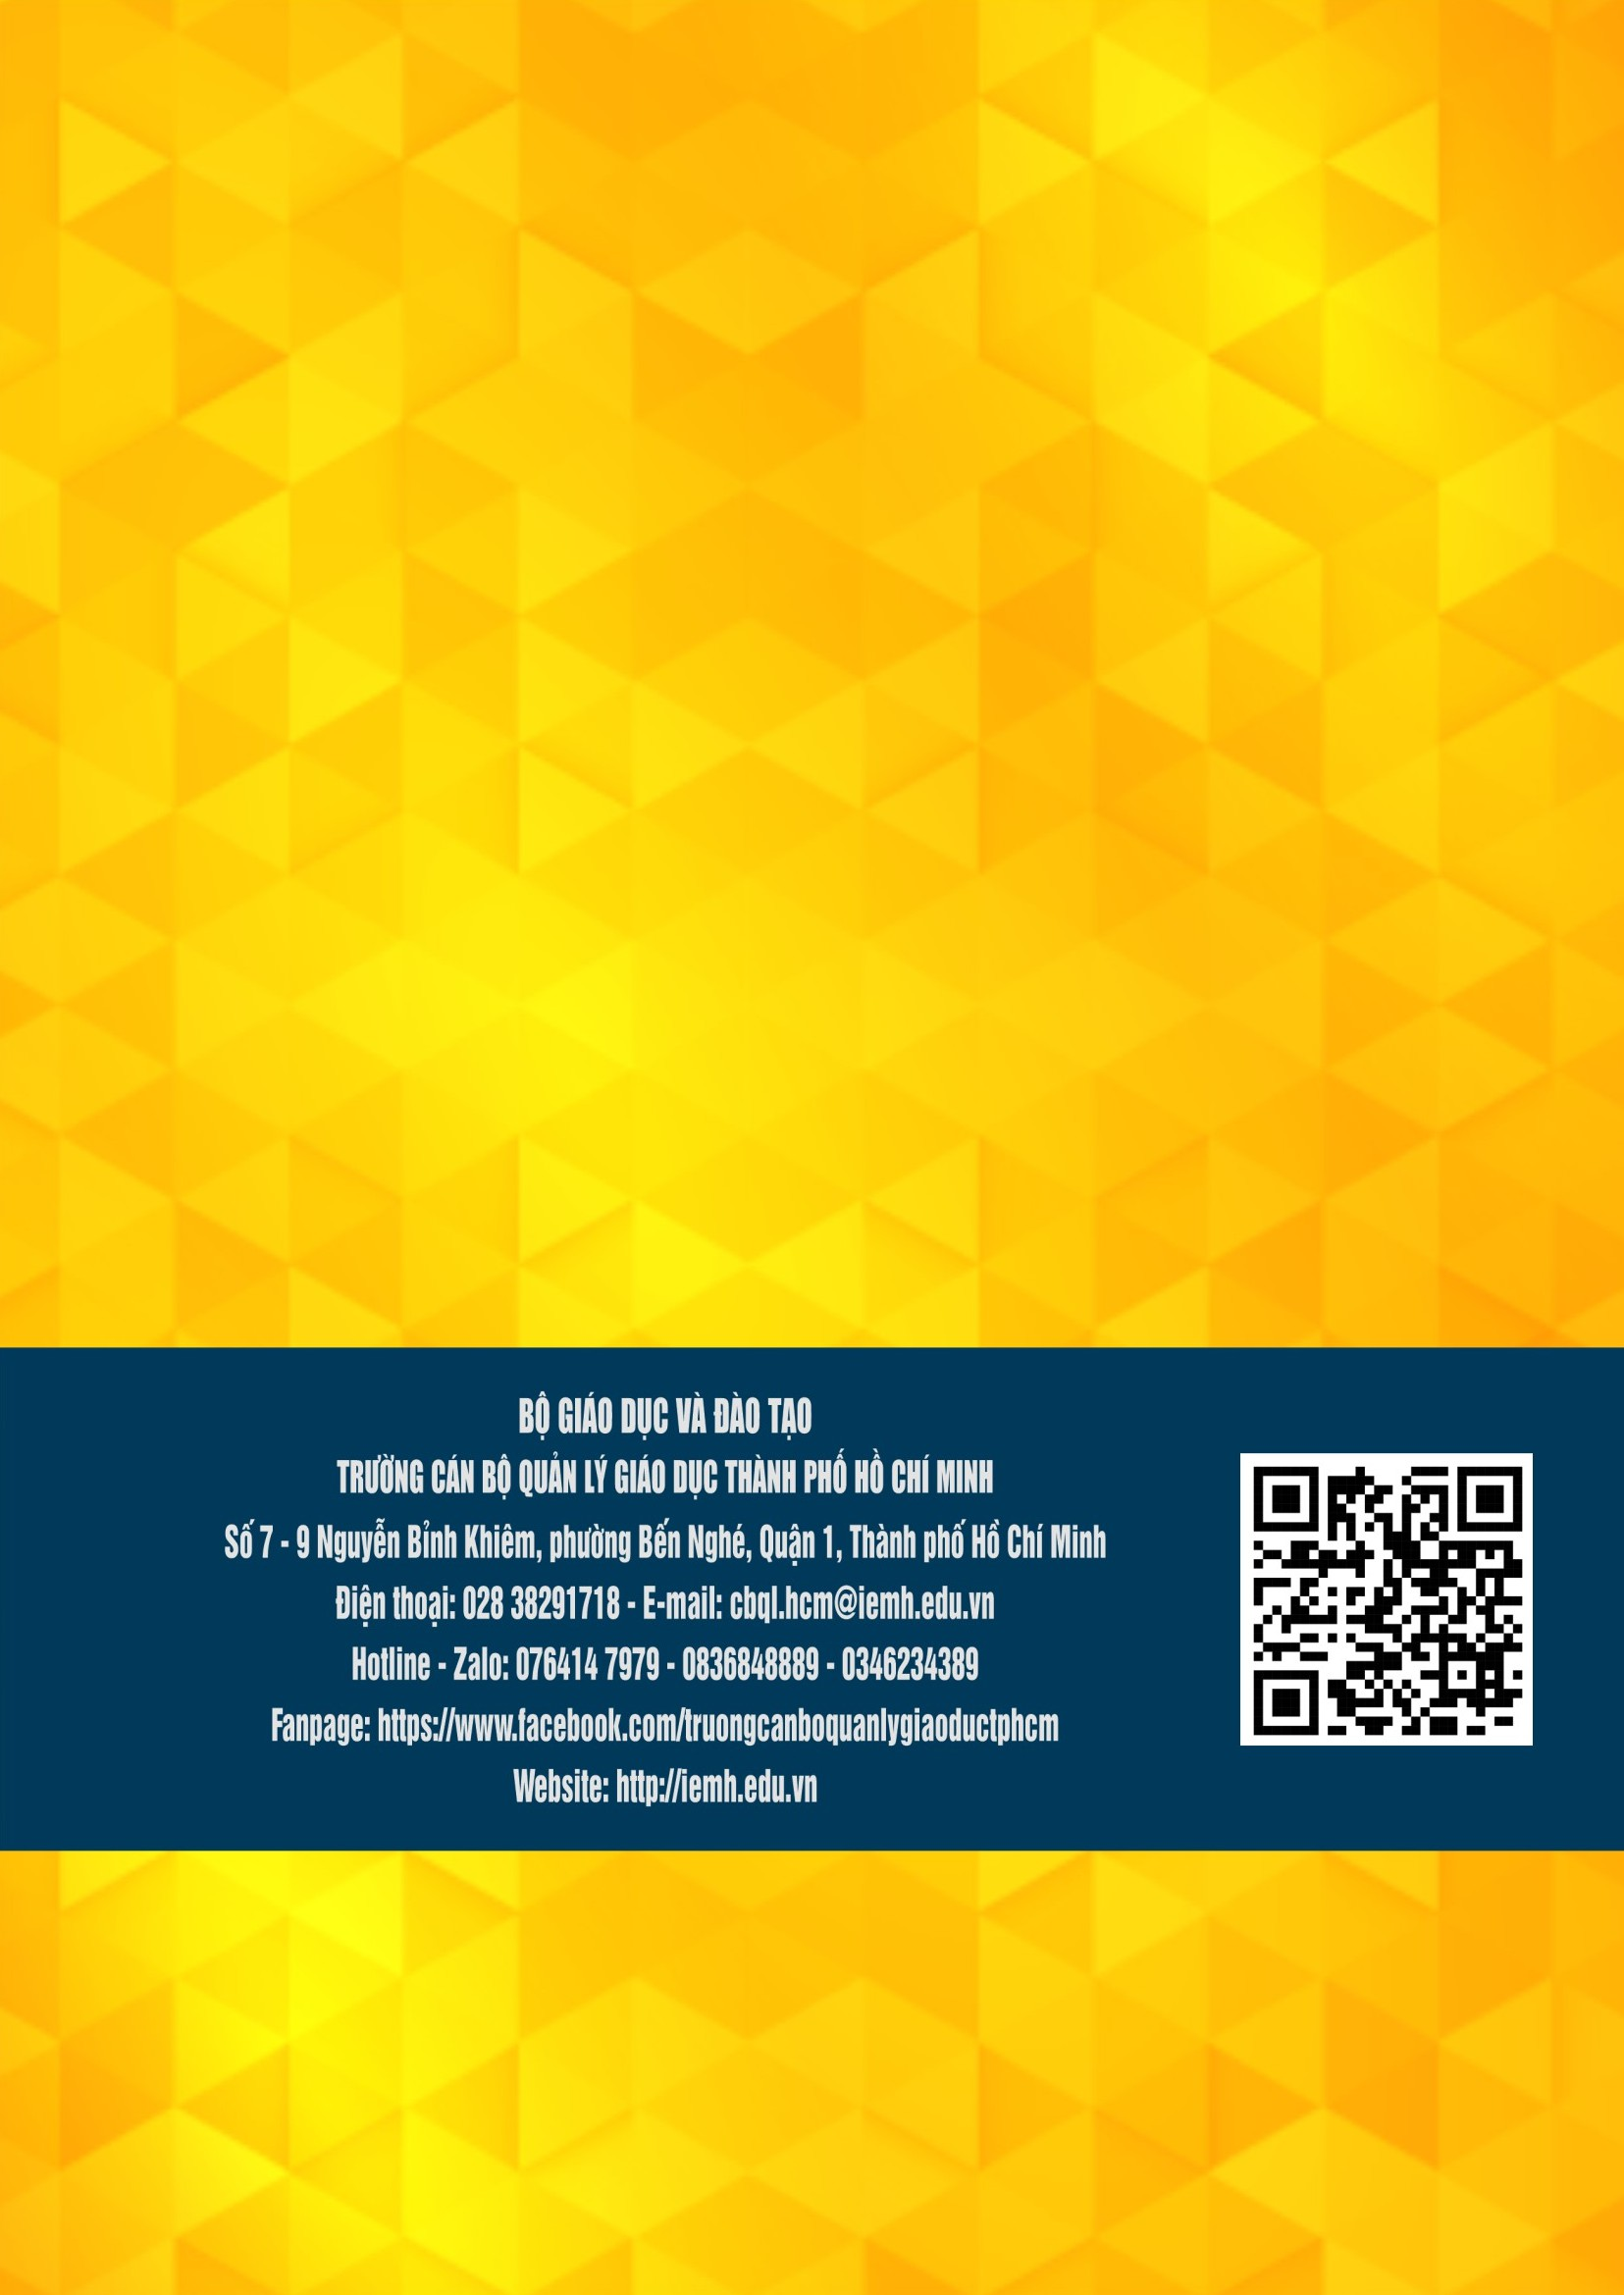 BỘ GIÁO DỤC VÀ ĐÀO TẠO
TRƯỜNG CÁN BỘ QUẢN LÝ GIÁO DỤC THÀNH PHỐ HỒ CHÍ MINH
Số 7 - 9 Nguyễn Bỉnh Khiêm, phường Bến Nghé, Quận 1, Thành phố Hồ Chí Minh
Điện thoại: 028 38291718 - E-mail: cbql.hcm@iemh.edu.vn
Hotline - Zalo: 076414 7979 - 0836848889 - 0346234389
Fanpage: https://www.facebook.com/truongcanboquanlygiaoductphcm
Website: http://iemh.edu.vn